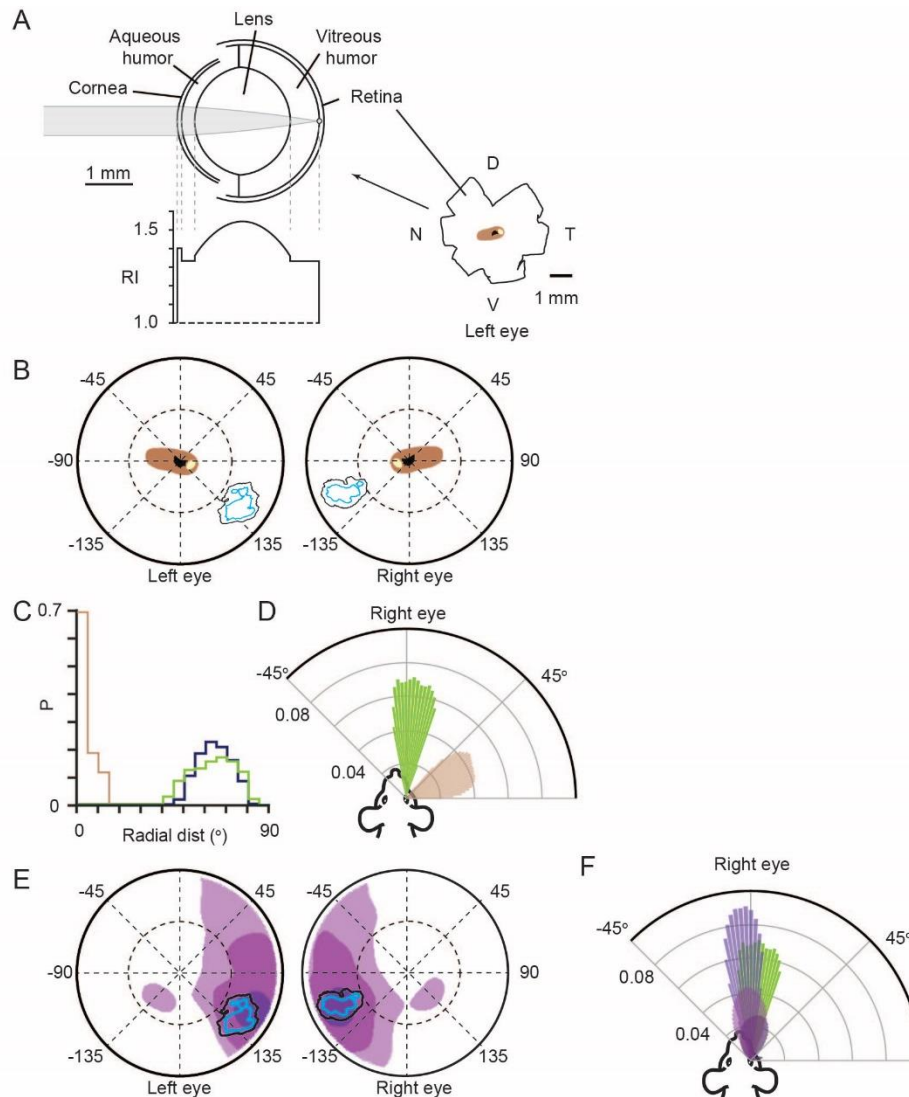 A
Lens
Aqueous
humor
Vitreous
humor
Cornea
Retina
1 mm
D
N
T
V
1 mm
Left eye
1.5
RI
1.0
B
-45
45
-90
-135
135
Left eye
-45
45
90
-135
135
Right eye
C
0.7
P
0
0
90
Radial dist (°)
D
Right eye
-45°
45°
0.08
0.04
E
-45
45
-90
-135
135
Left eye
-45
45
90
-135
135
Right eye
F
Right eye
-45°
45°
0.08
0.04